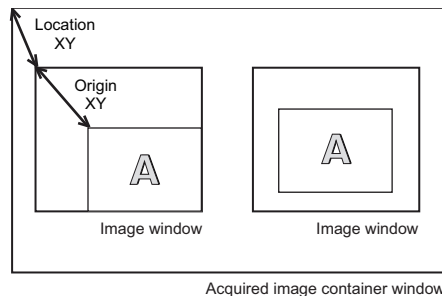 Location
XY
Origin
XY
A
A
Image window
Image window
Acquired image container window